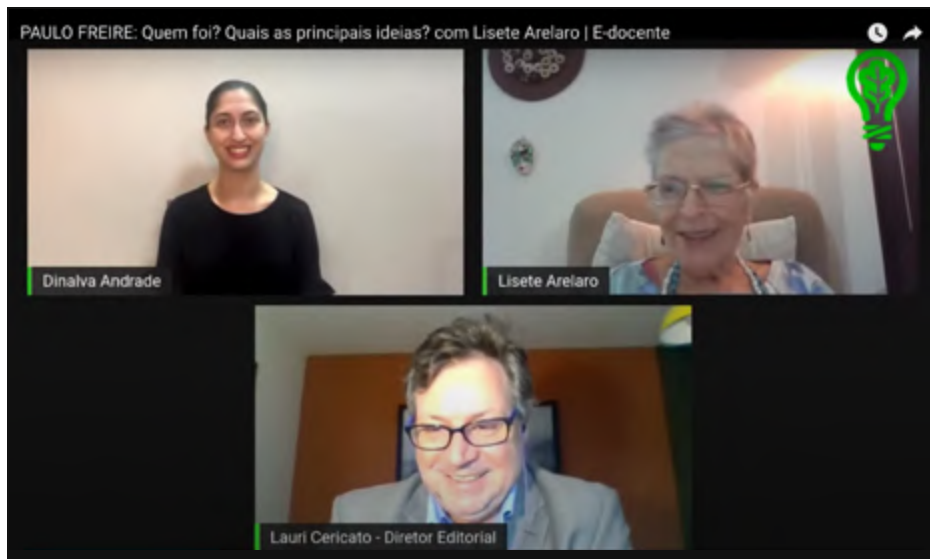 PAULO FREIRE: Quem foi? Quais as principais ideias? com Lisete Arelaro | E-docente
Dinalva Andrade
Lisete Arelaro
Lauri Cericato - Diretor Editorial